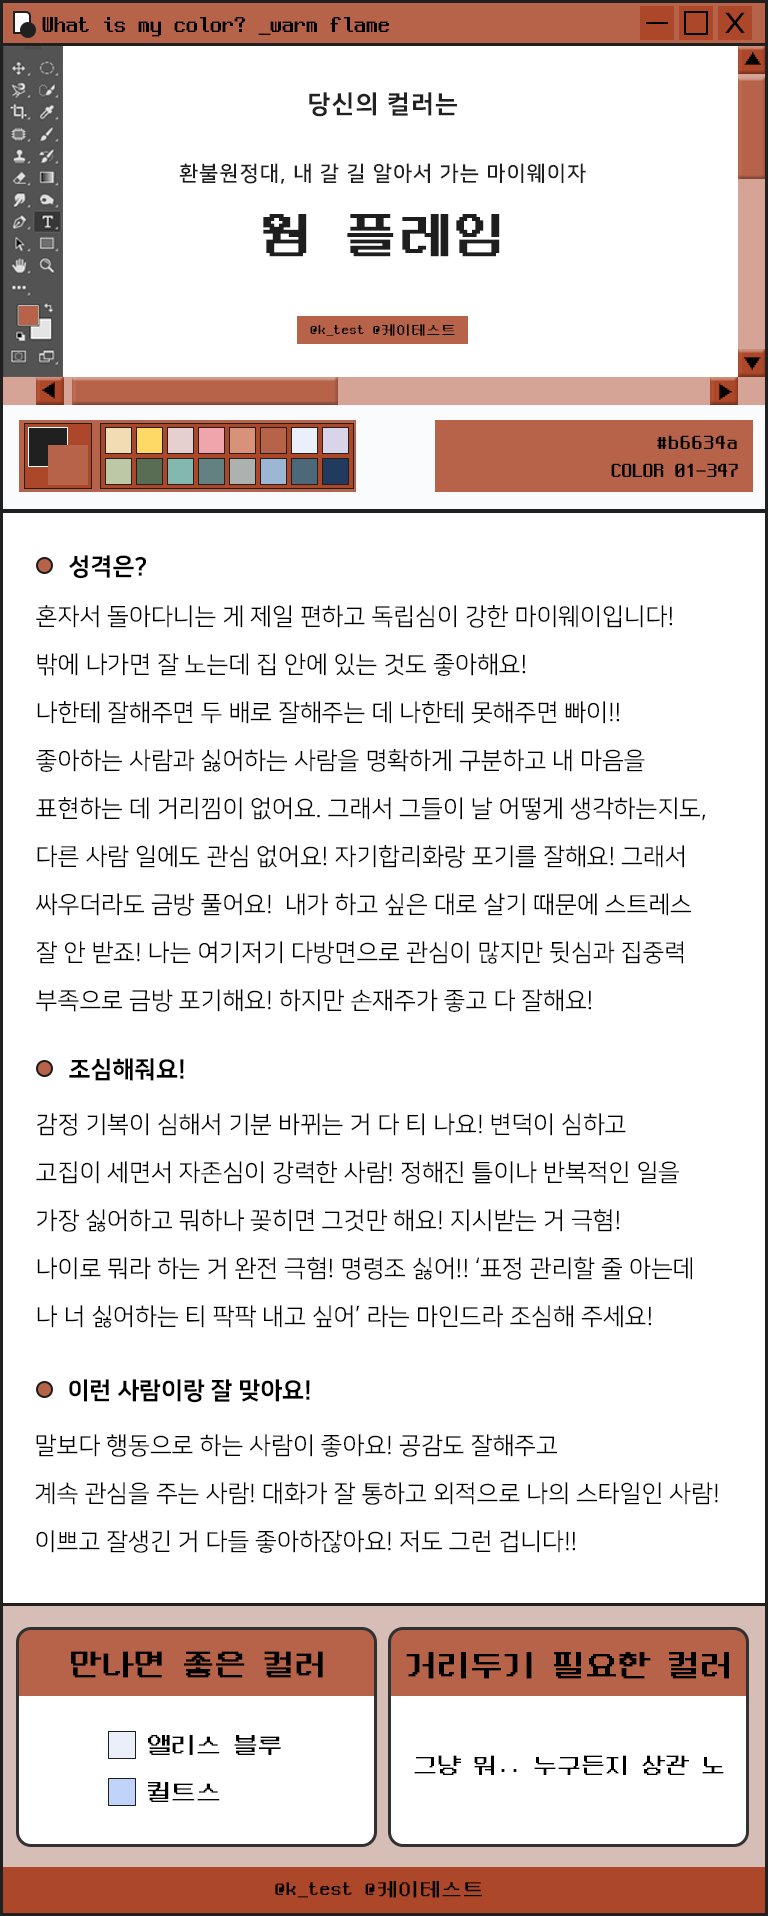 What is my color? _warm flame
당신의 컬러는
환불원정대, 내 갈 길 알아서 가는 마이웨이자
웜 플레임
@k_test @케이테스트
#b6634a
COLOR 01-347
성격은?
혼자서 돌아다니는 게 제일 편하고 독립심이 강한 마이웨이입니다!
밖에 나가면 잘 노는데 집 안에 있는 것도 좋아해요!
나한테 잘해주면 두 배로 잘해주는 데 나한테 못해주면 빠이!!
좋아하는 사람과 싫어하는 사람을 명확하게 구분하고 내 마음을
표현하는 데 거리낌이 없어요. 그래서 그들이 날 어떻게 생각하는지도,
다른 사람 일에도 관심 없어요! 자기합리화랑 포기를 잘해요! 그래서
싸우더라도 금방 풀어요!  내가 하고 싶은 대로 살기 때문에 스트레스
잘 안 받죠! 나는 여기저기 다방면으로 관심이 많지만 뒷심과 집중력
부족으로 금방 포기해요! 하지만 손재주가 좋고 다 잘해요!
조심해줘요!
감정 기복이 심해서 기분 바뀌는 거 다 티 나요! 변덕이 심하고
고집이 세면서 자존심이 강력한 사람! 정해진 틀이나 반복적인 일을
가장 싫어하고 뭐하나 꽂히면 그것만 해요! 지시받는 거 극혐!
나이로 뭐라 하는 거 완전 극혐! 명령조 싫어!! ‘표정 관리할 줄 아는데
나 너 싫어하는 티 팍팍 내고 싶어’ 라는 마인드라 조심해 주세요!
이런 사람이랑 잘 맞아요!
말보다 행동으로 하는 사람이 좋아요! 공감도 잘해주고
계속 관심을 주는 사람! 대화가 잘 통하고 외적으로 나의 스타일인 사람!
이쁘고 잘생긴 거 다들 좋아하잖아요! 저도 그런 겁니다!!
만나면 좋은 컬러
앨리스 블루
퀼트스
거리두기 필요한 컬러
그냥 뭐.. 누구든지 상관 노
@k_test @케이테스트